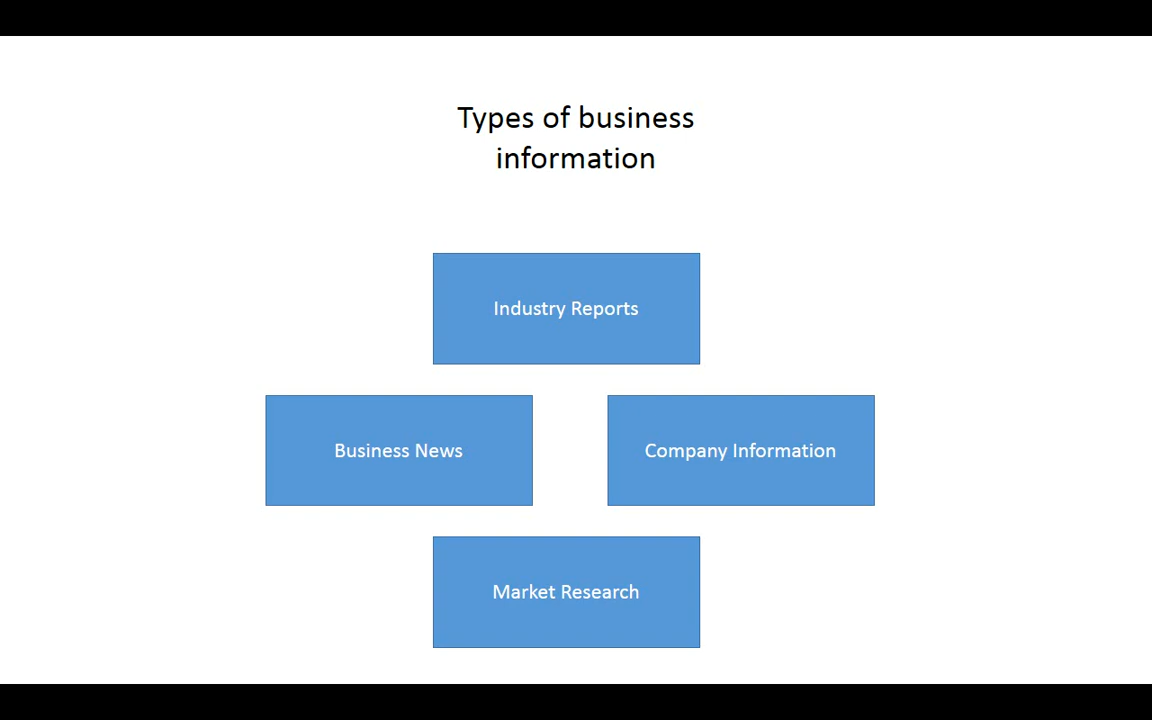 Types of business
information
Industry Reports
Business News
Company Information
Market Research